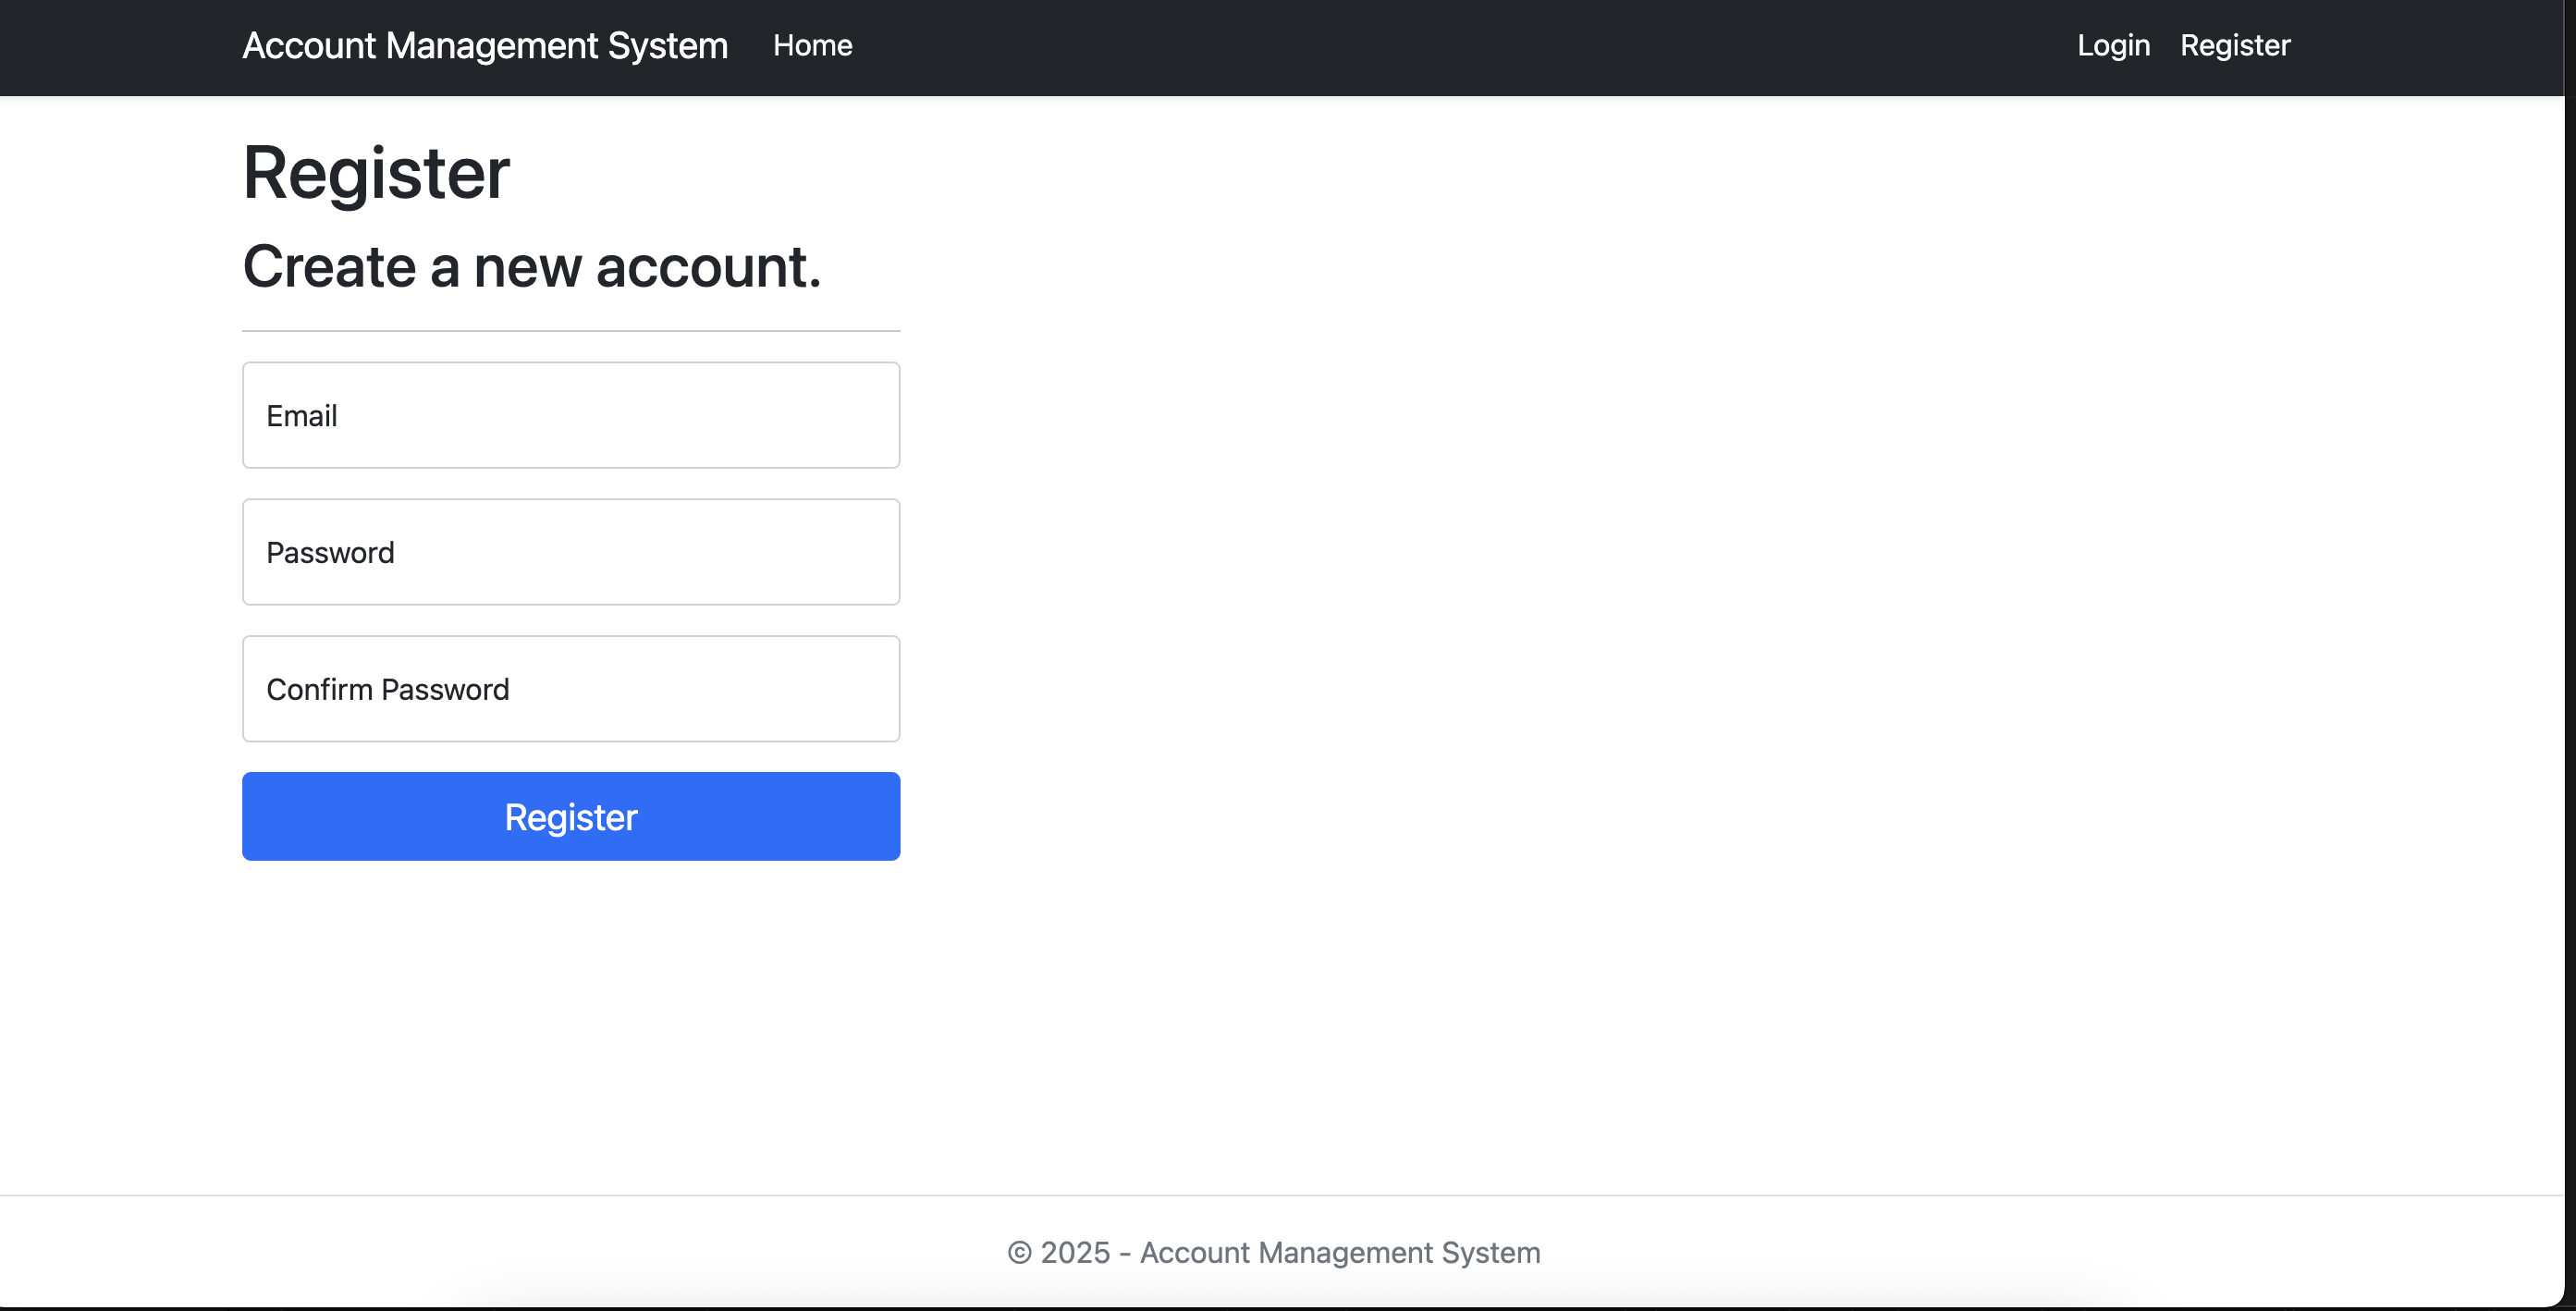 Account Management System Home Login Register
Register
Create a new account.
Email
Password
Confirm Password
Register
© 2025 - Account Management System